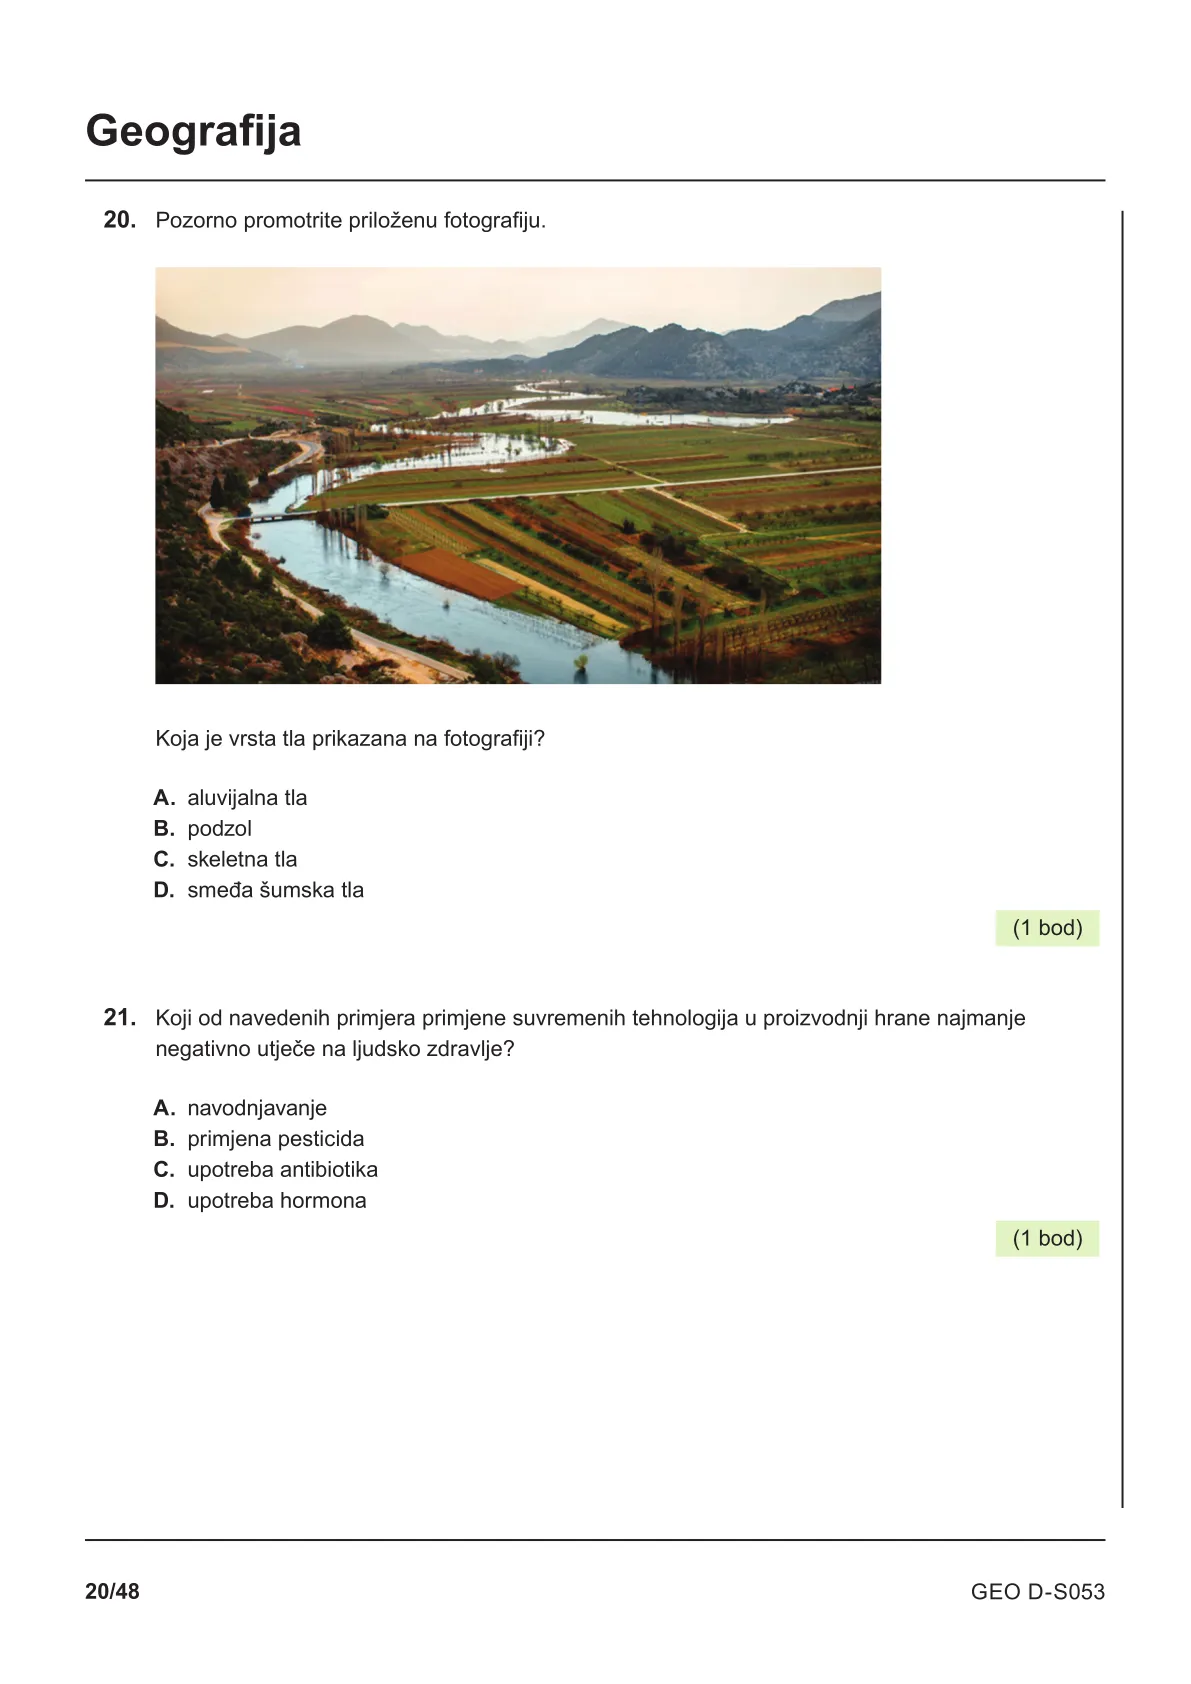 Geografija
20. Pozorno promotrite priloženu fotografiju.
Koja je vrsta tla prikazana na fotografiji?
A. aluvijalna tla
B. podzol
C. skeletna tla
D. smeđa šumska tla
(1 bod)
21. Koji od navedenih primjera primjene suvremenih tehnologija u proizvodnji hrane najmanje
negativno utječe na ljudsko zdravlje?
A. navodnjavanje
B. primjena pesticida
C. upotreba antibiotika
D. upotreba hormona
(1 bod)
20/48 GEO D-S053